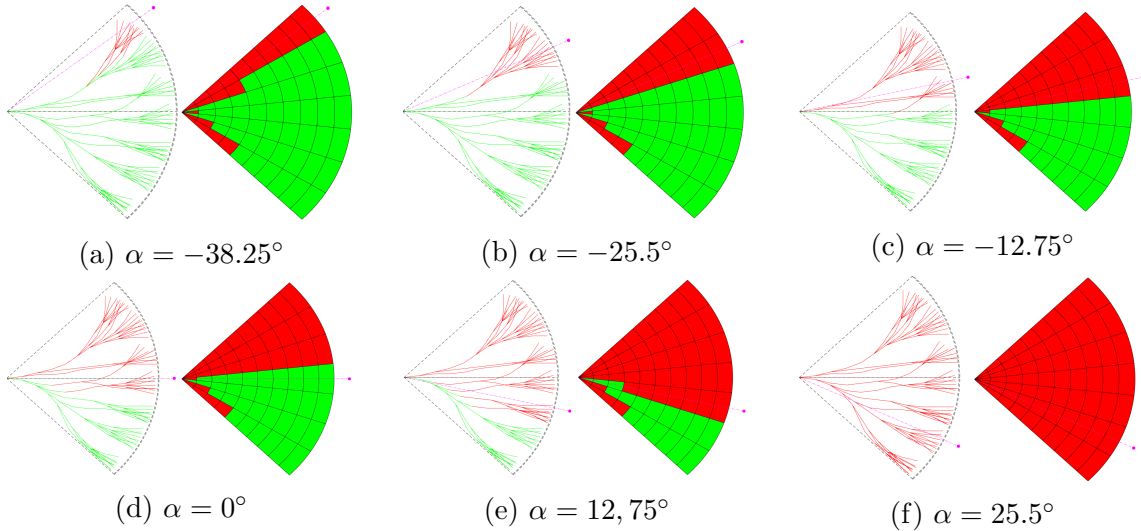 (a) α = −38.25°
(b) α = −25.5°
(c) α = −12.75°
(d) α = 0°
(e) α = 12, 75°
(f) α = 25.5°